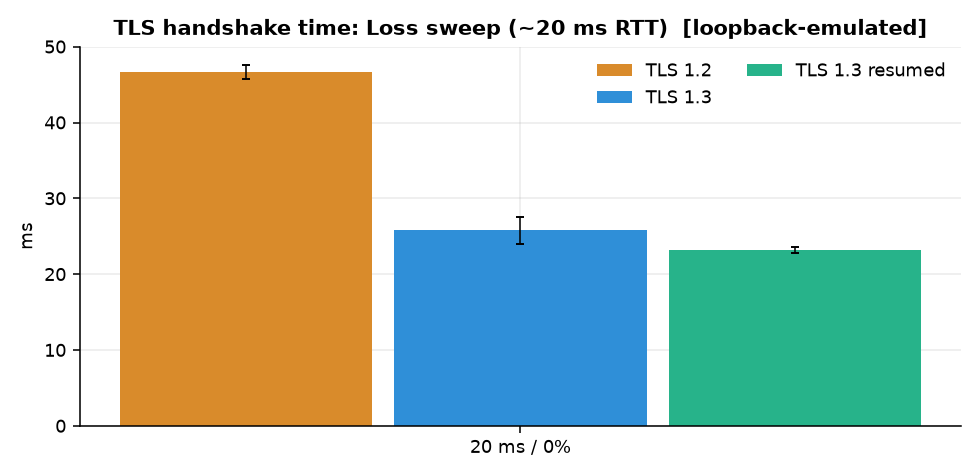 TLS handshake time: Loss sweep (~20 ms RTT)  [loopback-emulated]
50
40
30
20
10
0
ms
TLS 1.2
TLS 1.3
TLS 1.3 resumed
20 ms / 0%